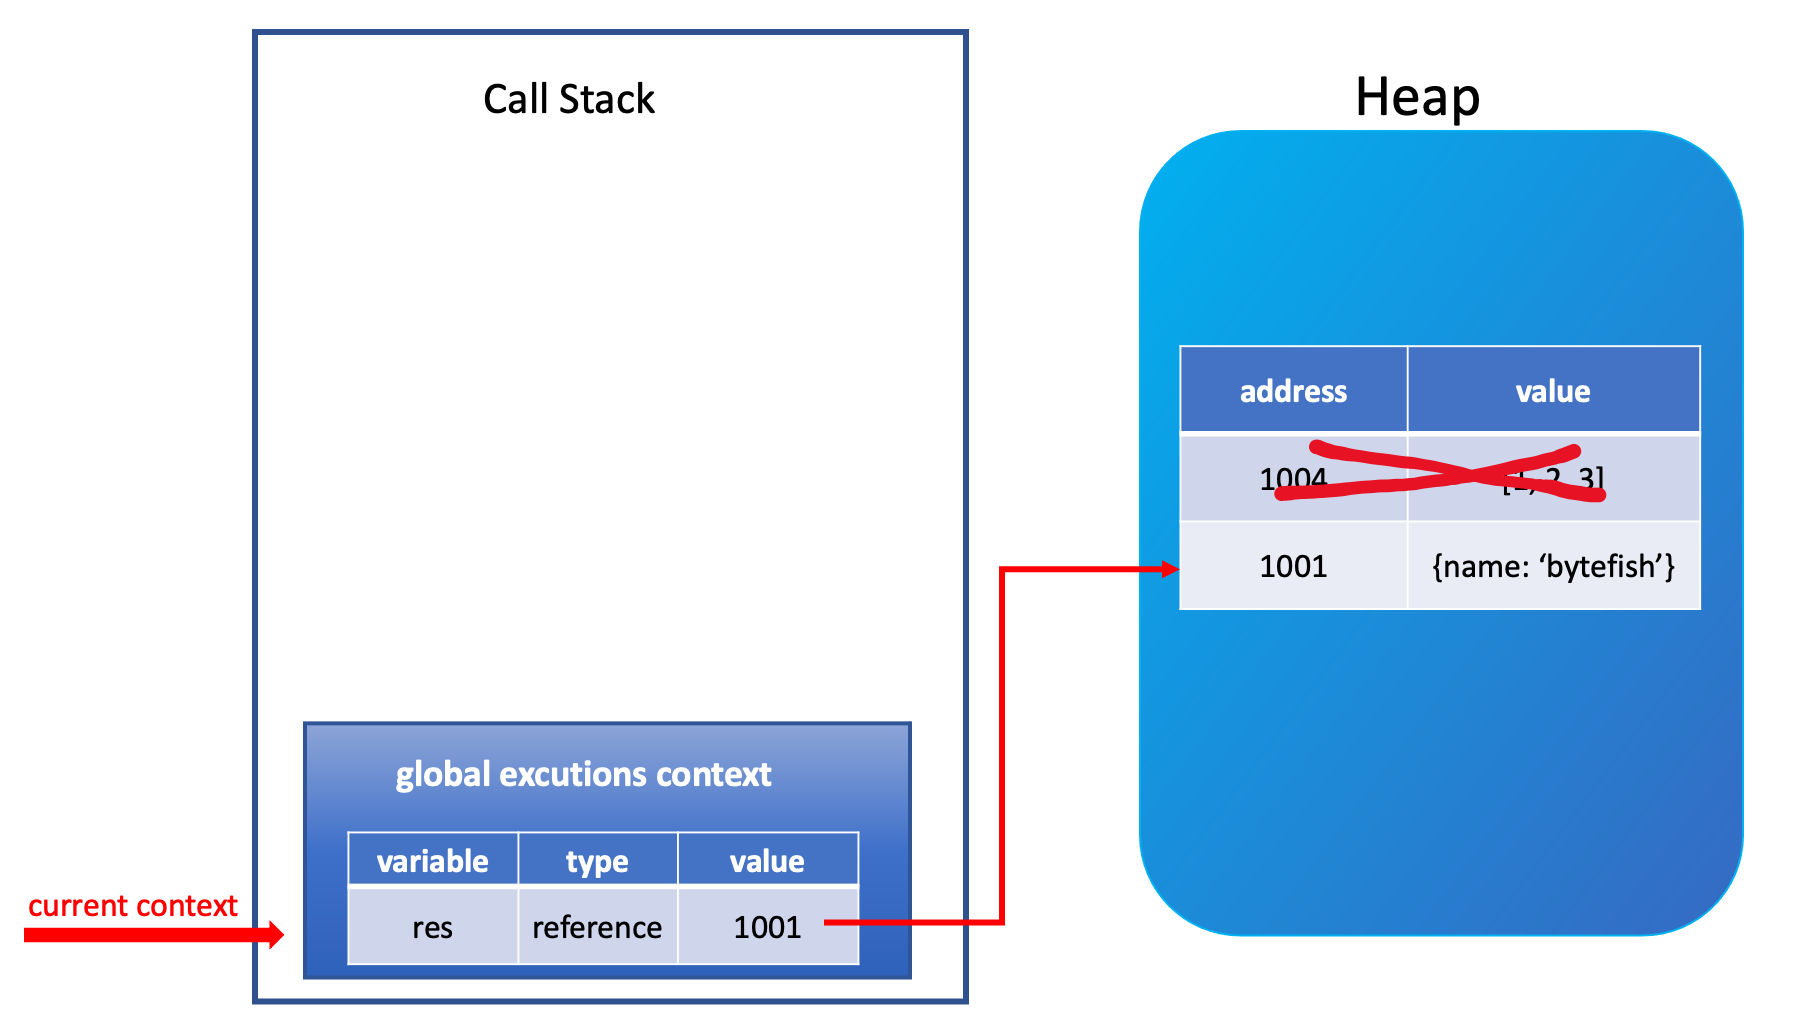 Call Stack
Heap
address value
1004 [1, 2, 3]
1001 {name: ‘bytefish’}
global excutions context
variable type value
res reference 1001
current context